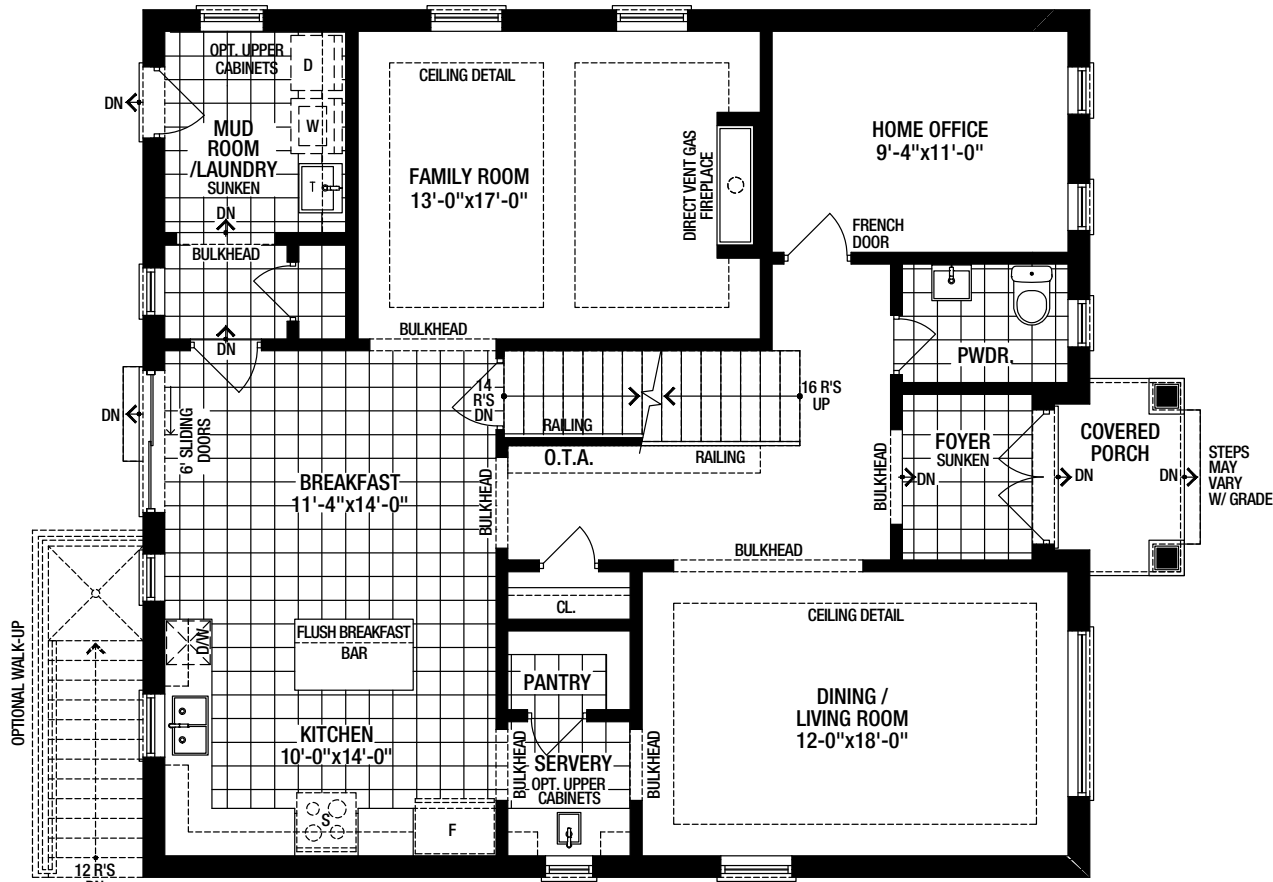 OPT. UPPER
CABINETS
D
W
T
DN
MUD
ROOM
/LAUNDRY
SUNKEN
DN
BULKHEAD
DN
CEILING DETAIL
FAMILY ROOM
13'-0"x17'-0"
DIRECT VENT GAS
FIREPLACE
HOME OFFICE
9'-4"x11'-0"
FRENCH
DOOR
BULKHEAD
PWDR.
14
R'S
DN
16 R'S
UP
RAILING
RAILING
O.T.A.
DN
6' SLIDING
DOORS
BREAKFAST
11'-4"x14'-0"
BULKHEAD
BULKHEAD
FOYER
SUNKEN
DN
COVERED
PORCH
DN
DN
STEPS
MAY
VARY
W/ GRADE
BULKHEAD
CL.
OPTIONAL WALK-UP
D/W
FLUSH BREAKFAST
BAR
PANTRY
CEILING DETAIL
DINING /
LIVING ROOM
12-0"x18'-0"
KITCHEN
10'-0"x14'-0"
BULKHEAD
SERVERY
OPT. UPPER
CABINETS
BULKHEAD
S
F
12 R'S